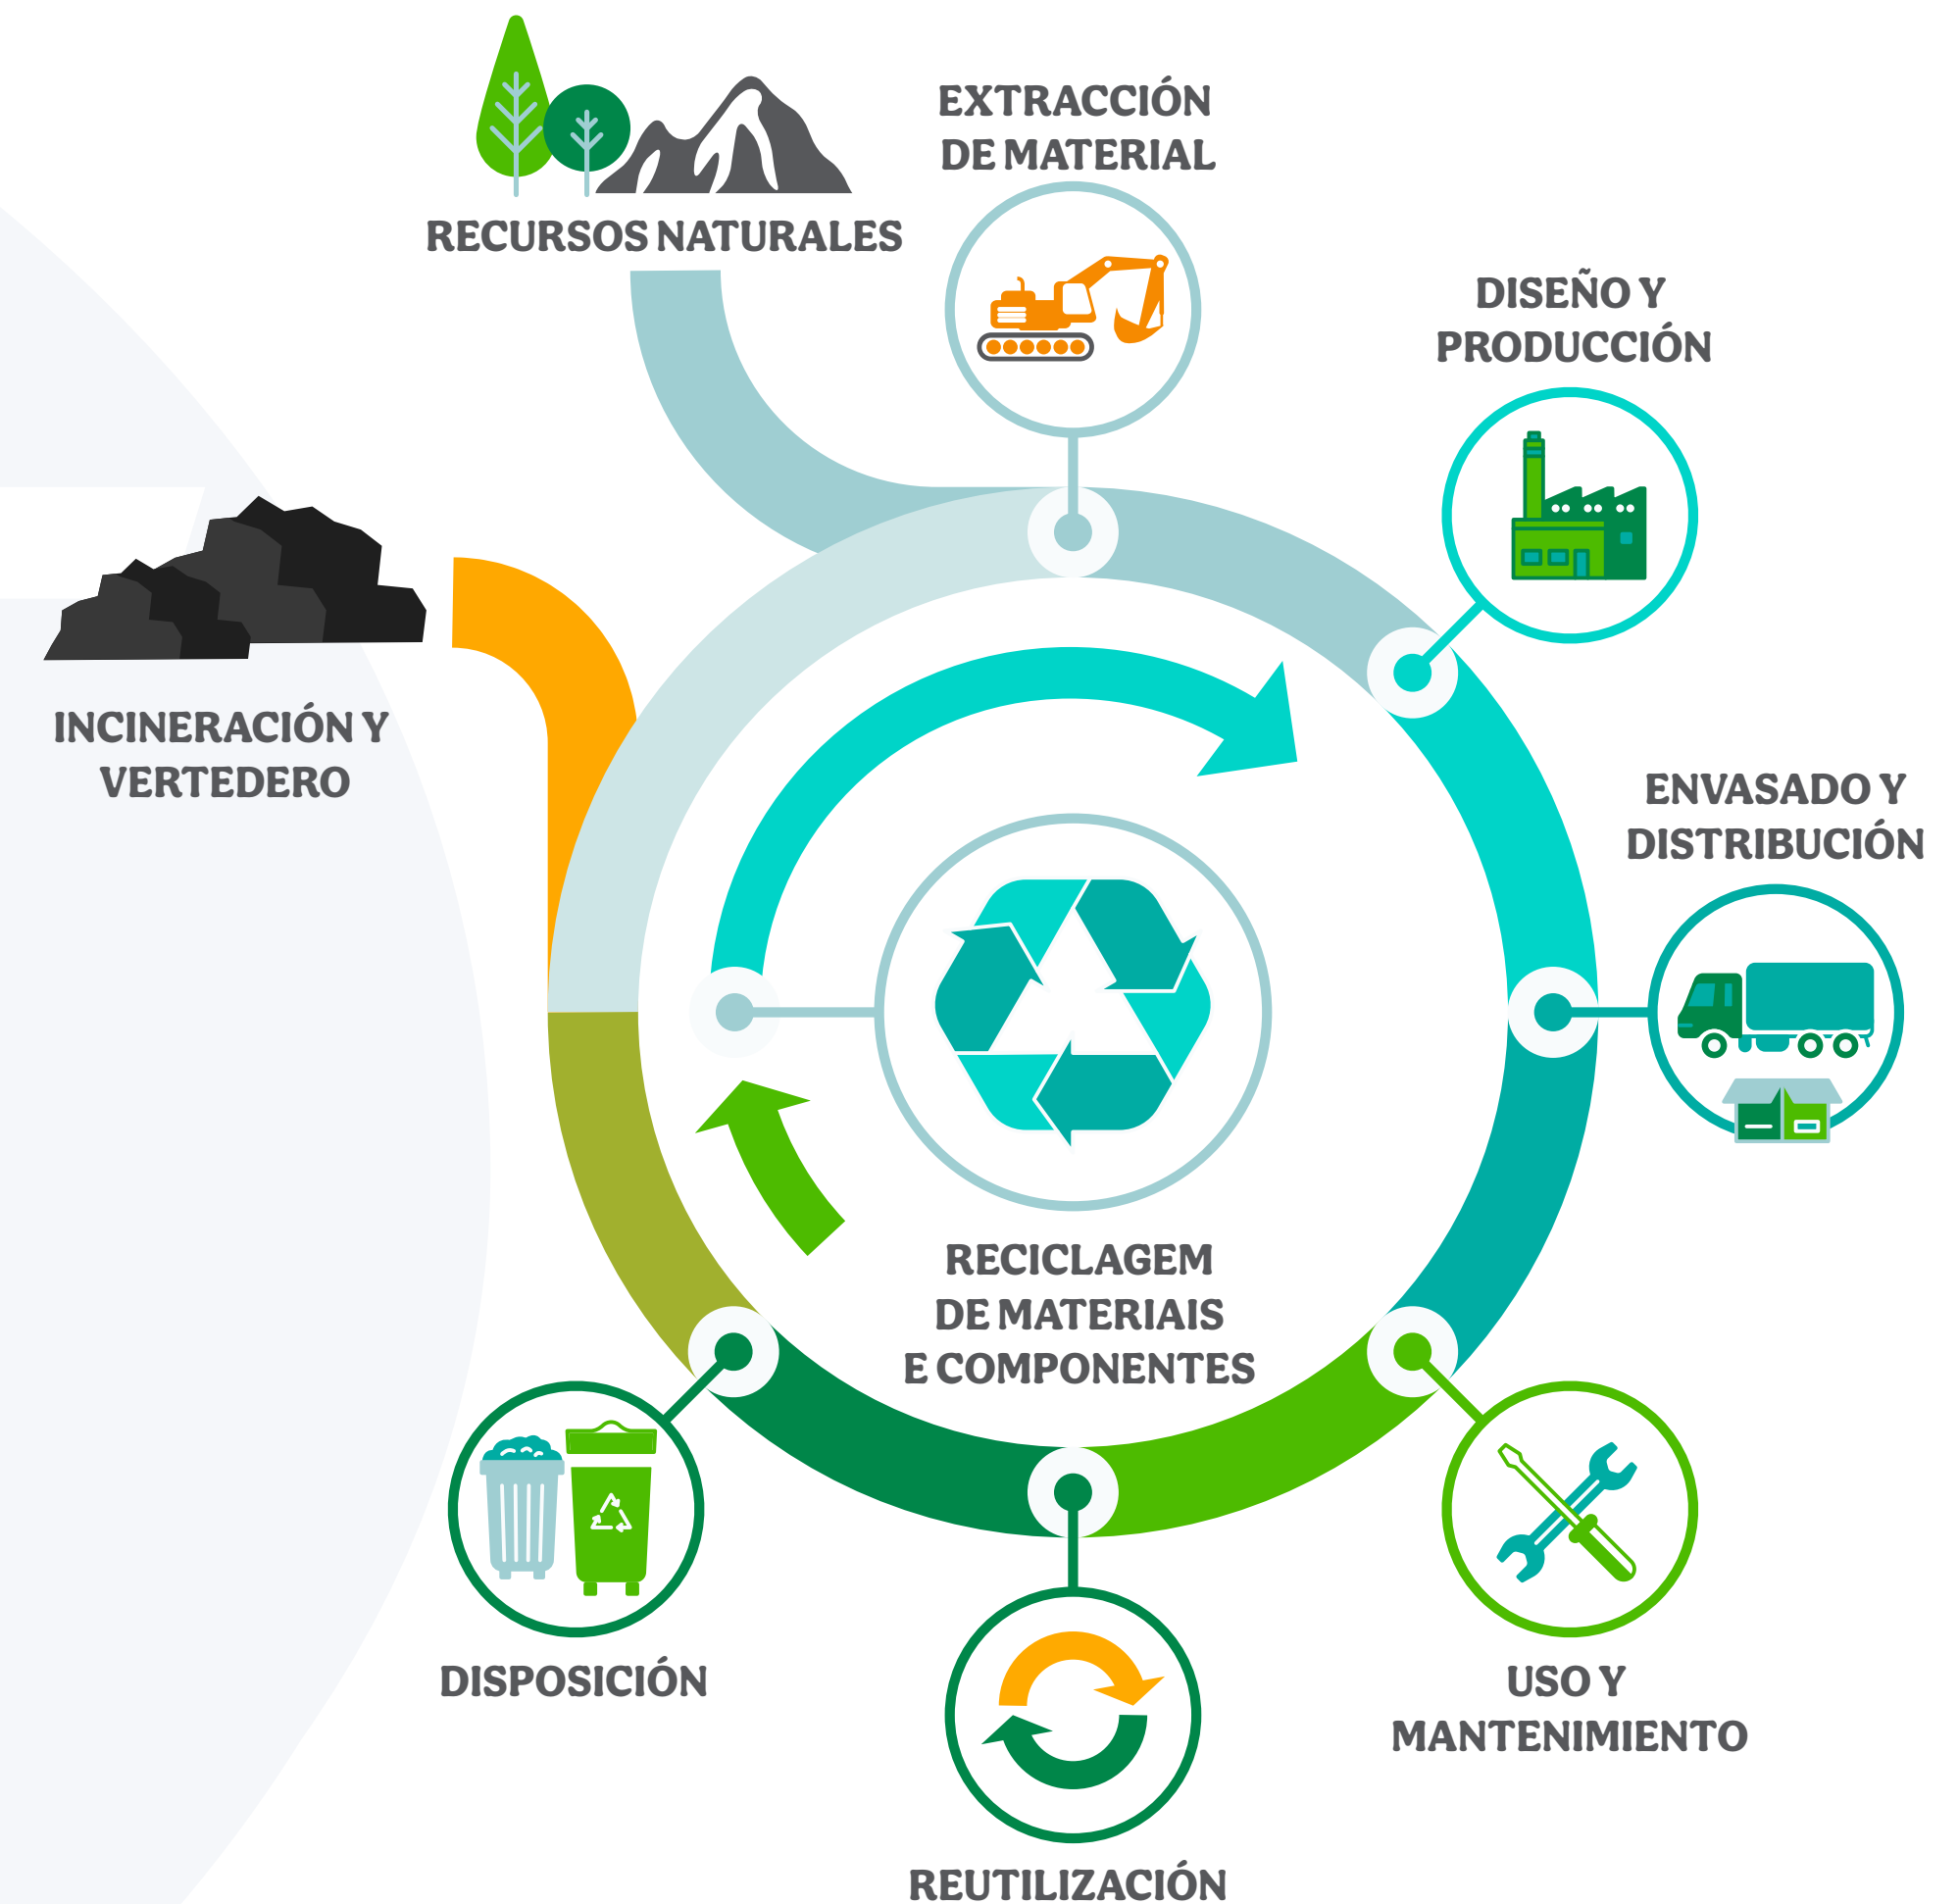 RECURSOS NATURALES
EXTRACCIÓN
DE MATERIAL
DISEÑO Y
PRODUCCIÓN
ENVASADO Y
DISTRIBUCIÓN
USO Y
MANTENIMIENTO
REUTILIZACIÓN
DISPOSICIÓN
INCINERACIÓN Y
VERTEDERO
RECICLAGEM
DE MATERIAIS
E COMPONENTES